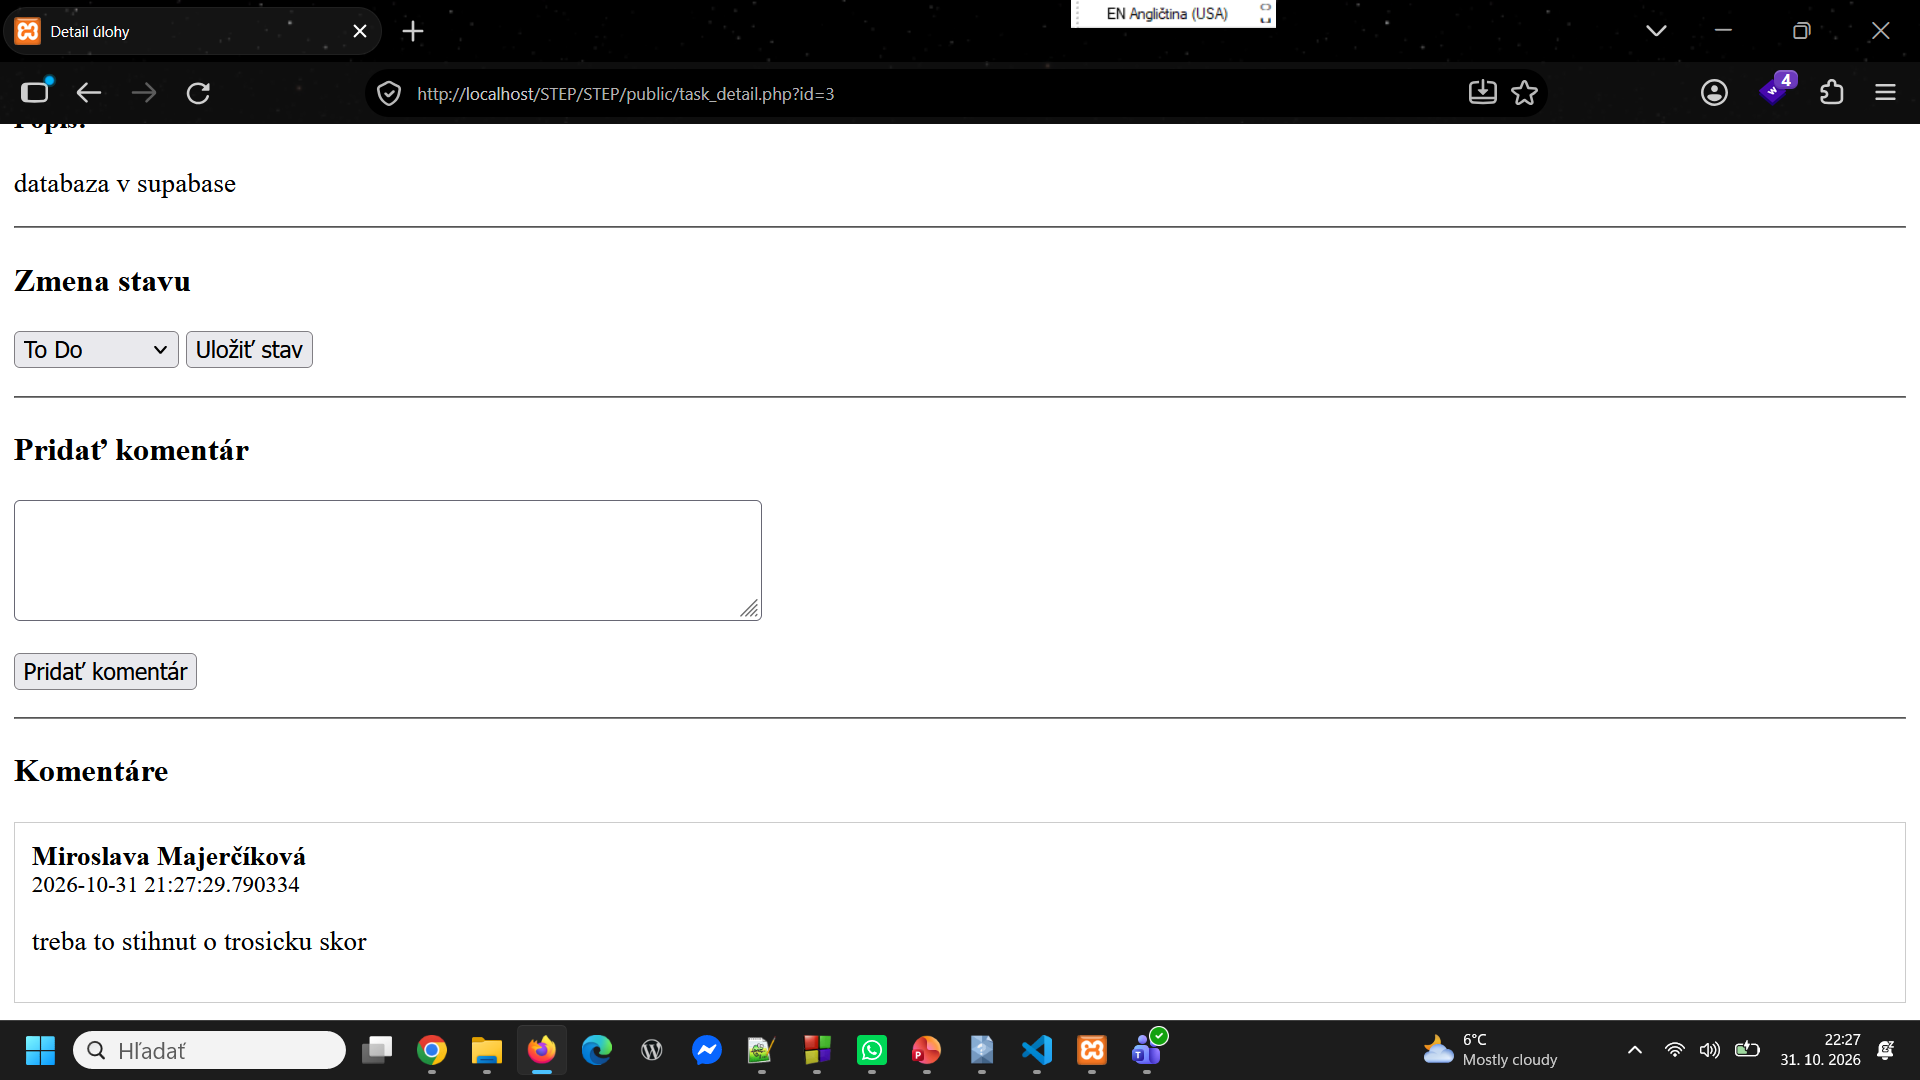 Detail úlohy
EN Angličtina (USA)
http://localhost/STEP/STEP/public/task_detail.php?id=3
4
Popis:
databaza v supabase
Zmena stavu
To Do
Uložiť stav
Pridať komentár
Pridať komentár
Komentáre
Miroslava Majerčíková
2026-10-31 21:27:29.790334
treba to stihnut o trosicku skor
Hľadať
6°C
Mostly cloudy
22:27
31. 10. 2026